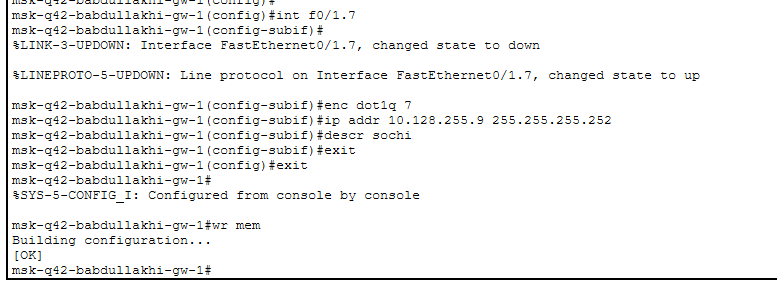 msk-q42-babdullakhi-gw-1(config)#
msk-q42-babdullakhi-gw-1(config)#int f0/1.7
msk-q42-babdullakhi-gw-1(config-subif)#
%LINK-3-UPDOWN: Interface FastEthernet0/1.7, changed state to down
%LINEPROTO-5-UPDOWN: Line protocol on Interface FastEthernet0/1.7, changed state to up
msk-q42-babdullakhi-gw-1(config-subif)#enc dot1q 7
msk-q42-babdullakhi-gw-1(config-subif)#ip addr 10.128.255.9 255.255.255.252
msk-q42-babdullakhi-gw-1(config-subif)#descr sochi
msk-q42-babdullakhi-gw-1(config-subif)#exit
msk-q42-babdullakhi-gw-1(config)#exit
msk-q42-babdullakhi-gw-1#
%SYS-5-CONFIG_I: Configured from console by console
msk-q42-babdullakhi-gw-1#wr mem
Building configuration...
[OK]
msk-q42-babdullakhi-gw-1#